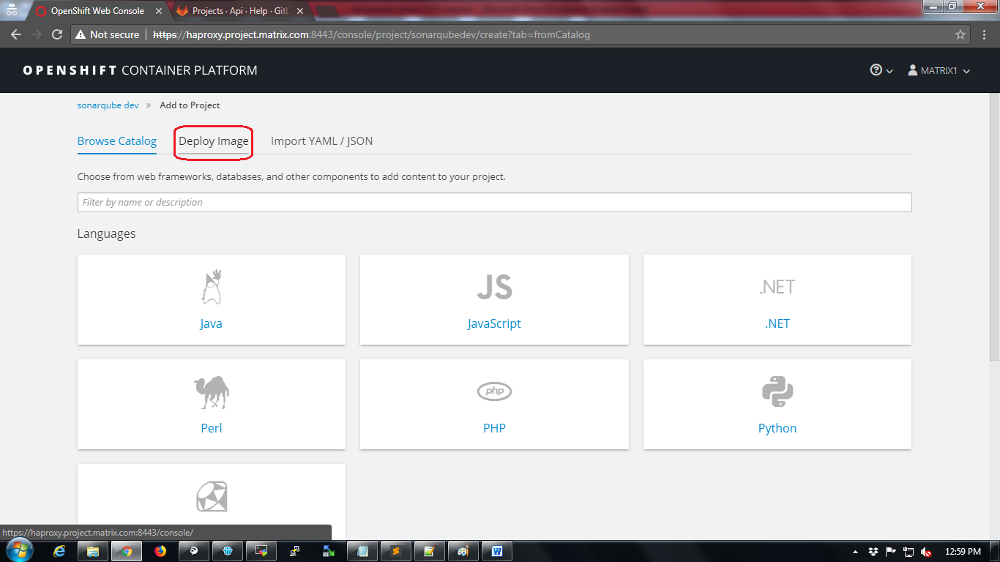 OpenShift Web Console
Projects · Api · Help · GitL
Not secure
https://haproxy.project.matrix.com:8443/console/project/sonarqubedev/create?tab=fromCatalog
OPENSHIFT CONTAINER PLATFORM
MATRIX1
sonarqube dev » Add to Project
Browse Catalog
Deploy Image
Import YAML / JSON
Choose from web frameworks, databases, and other components to add content to your project.
Filter by name or description
Languages
JS
.NET
Java
JavaScript
.NET
php
Perl
PHP
Python
https://haproxy.project.matrix.com:8443/console/
12:59 PM